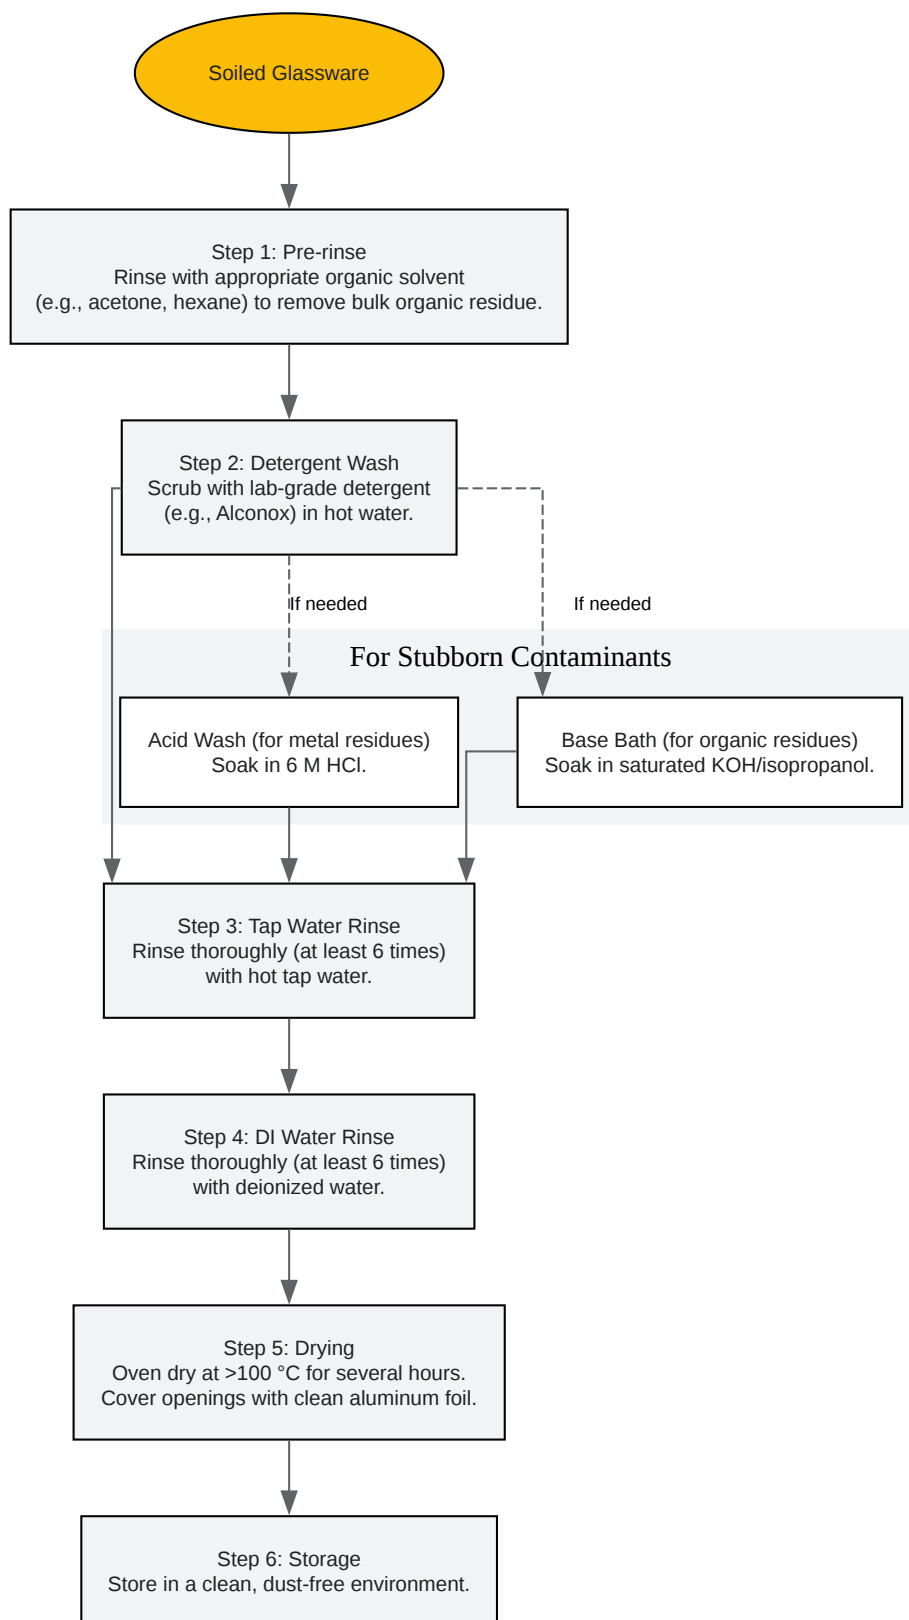 Soiled Glassware
Step 1: Pre-rinse
Rinse with appropriate organic solvent
(e.g., acetone, hexane) to remove bulk organic residue.
Step 2: Detergent Wash
Scrub with lab-grade detergent
(e.g., Alconox) in hot water.
If needed
If needed
For Stubborn Contaminants
Acid Wash (for metal residues)
Soak in 6 M HCl.
Base Bath (for organic residues)
Soak in saturated KOH/isopropanol.
Step 3: Tap Water Rinse
Rinse thoroughly (at least 6 times)
with hot tap water.
Step 4: DI Water Rinse
Rinse thoroughly (at least 6 times)
with deionized water.
Step 5: Drying
Oven dry at >100 °C for several hours.
Cover openings with clean aluminum foil.
Step 6: Storage
Store in a clean, dust-free environment.